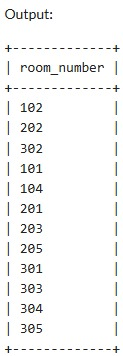 Output:
+-------------+
| room_number |
+-------------+
| 102         |
| 202         |
| 302         |
| 101         |
| 104         |
| 201         |
| 203         |
| 205         |
| 301         |
| 303         |
| 304         |
| 305         |
+-------------+